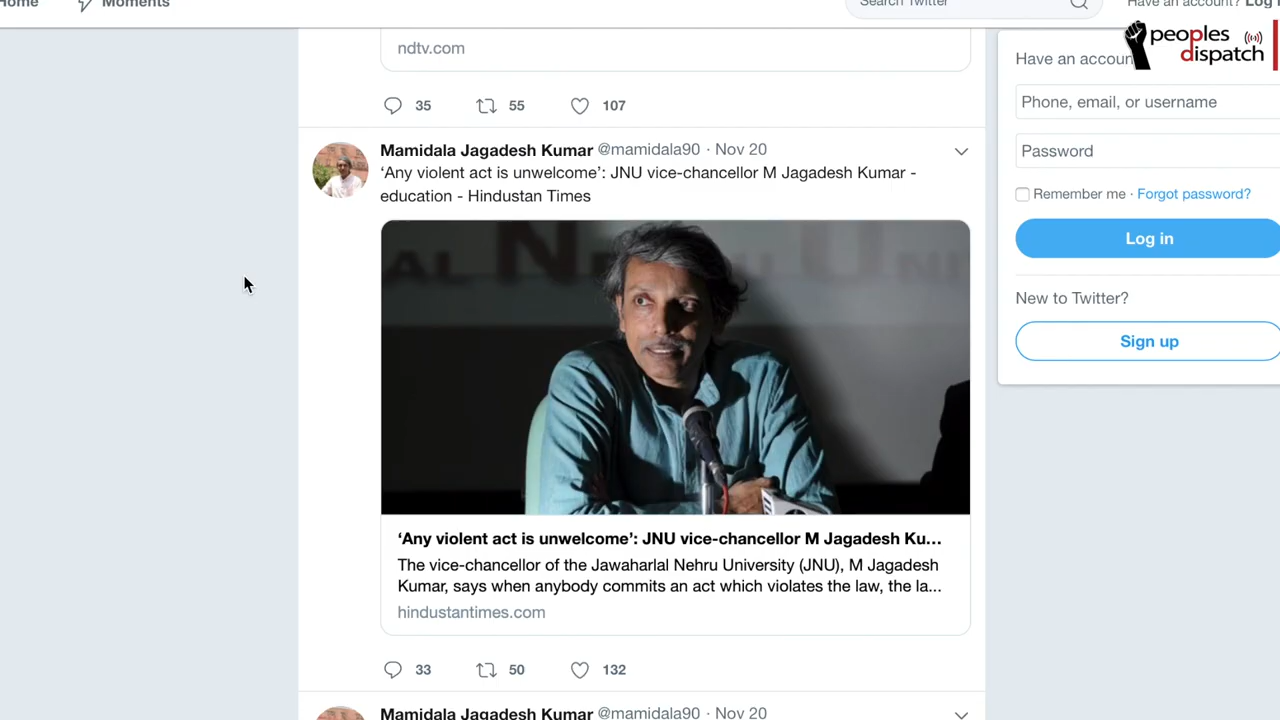 Home Moments Search Twitter Have an account? Log
peoples
dispatch
ndtv.com
Have an accoun
Phone, email, or username
35 55 107
Mamidala Jagadesh Kumar @mamidala90 · Nov 20
Password
‘Any violent act is unwelcome’: JNU vice-chancellor M Jagadesh Kumar -
education - Hindustan Times
Remember me · Forgot password?
Log in
New to Twitter?
Sign up
AL NEHRU UNI
‘Any violent act is unwelcome’: JNU vice-chancellor M Jagadesh Ku...
The vice-chancellor of the Jawaharlal Nehru University (JNU), M Jagadesh
Kumar, says when anybody commits an act which violates the law, the la...
hindustantimes.com
33 50 132
Mamidala Jagadesh Kumar @mamidala90 · Nov 20